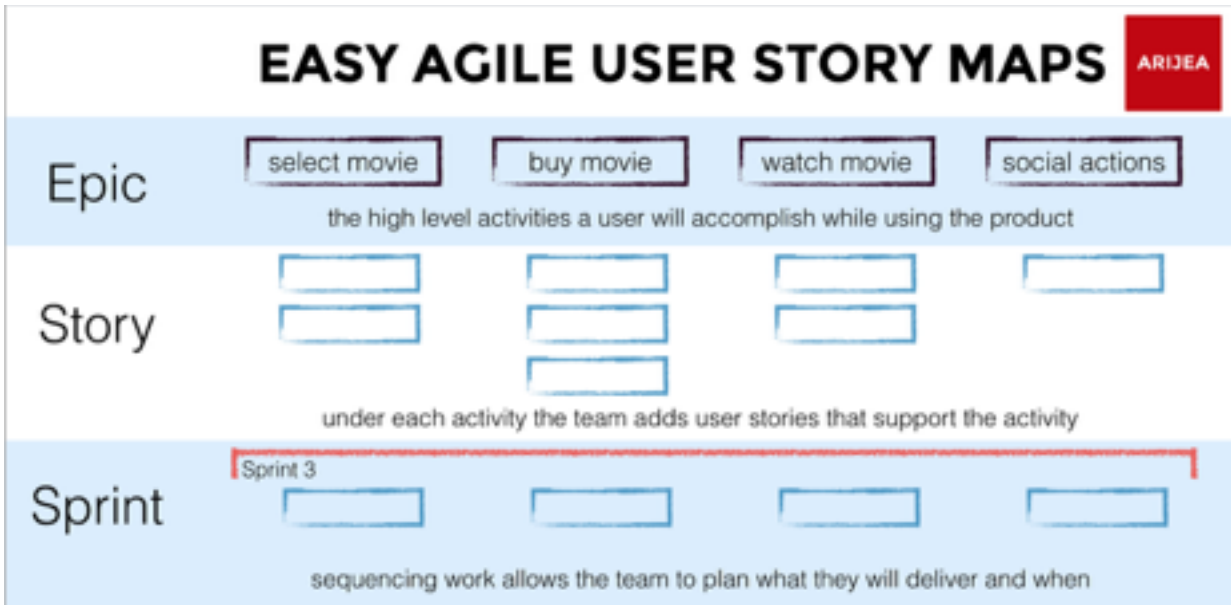 EASY AGILE USER STORY MAPS
ARIJEA
Epic
select movie
buy movie
watch movie
social actions
the high level activities a user will accomplish while using the product
Story
under each activity the team adds user stories that support the activity
Sprint
Sprint 3
sequencing work allows the team to plan what they will deliver and when